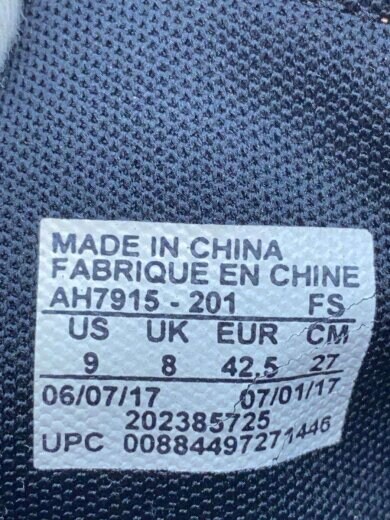 MADE IN CHINA
FABRIQUE EN CHINE
AH7915 - 201 FS
US UK EUR CM
9 8 42.5 27
06/07/17 07/01/17
202385725
UPC 00884497271446